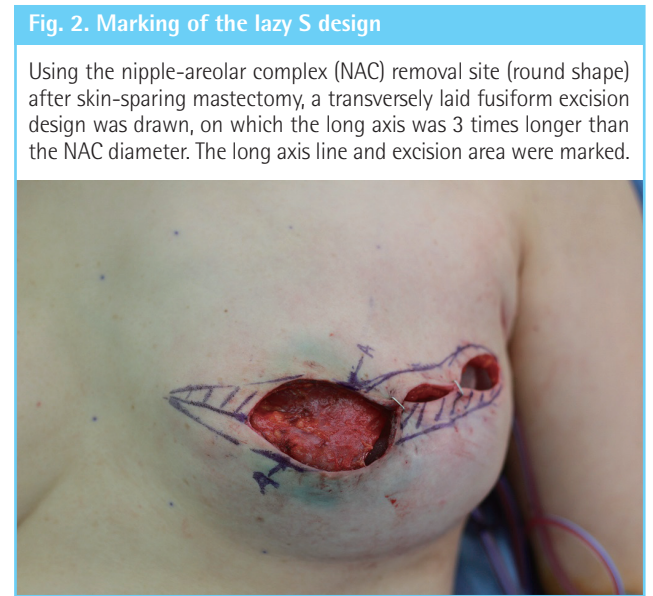 Fig. 2. Marking of the lazy S design
Using the nipple-areolar complex (NAC) removal site (round shape)
after skin-sparing mastectomy, a transversely laid fusiform excision
design was drawn, on which the long axis was 3 times longer than
the NAC diameter. The long axis line and excision area were marked.
A
A